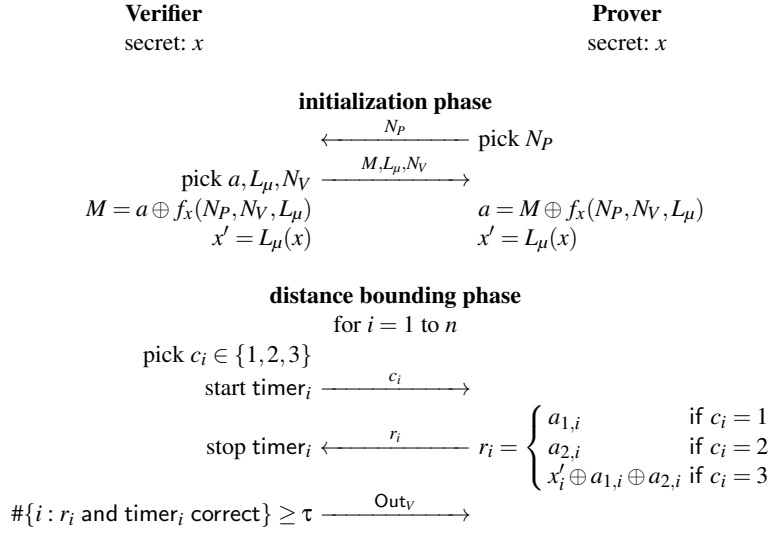 Verifier Prover
secret: x secret: x
initialization phase
N_P
←――― pick N_P
M,L_μ,N_V
pick a,L_μ,N_V ―――→
M = a ⊕ f_x(N_P,N_V,L_μ) a = M ⊕ f_x(N_P,N_V,L_μ)
x′ = L_μ(x) x′ = L_μ(x)
distance bounding phase
for i = 1 to n
pick c_i ∈ {1,2,3}
start timer_i ―c_i→
a_{1,i} if c_i = 1
stop timer_i ←r_i― r_i = { a_{2,i} if c_i = 2
x′_i ⊕ a_{1,i} ⊕ a_{2,i} if c_i = 3
#{i : r_i and timer_i correct} ≥ τ ―Out_V→